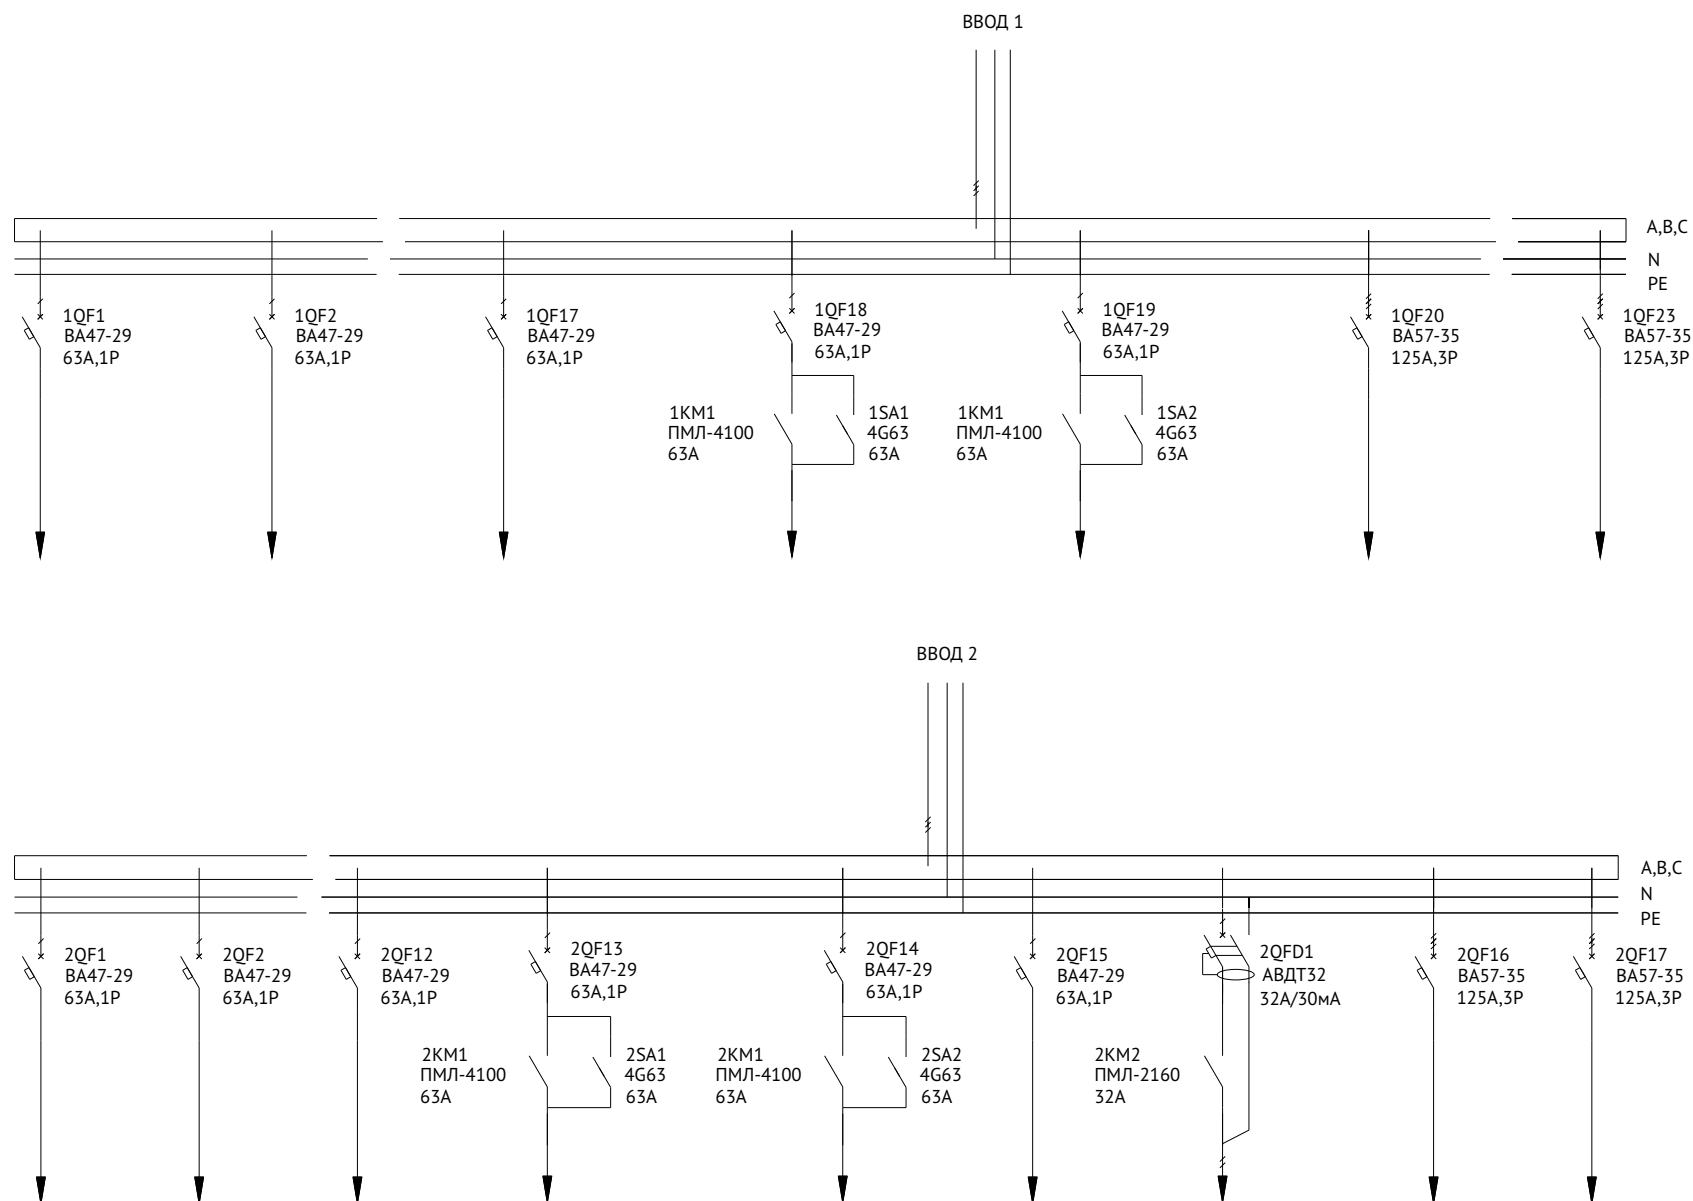 ВВОД 1
A,B,C
N
PE
1QF1
ВА47-29
63А,1Р
1QF2
ВА47-29
63А,1Р
1QF17
ВА47-29
63А,1Р
1QF18
ВА47-29
63А,1Р
1QF19
ВА47-29
63А,1Р
1QF20
ВА57-35
125А,3Р
1QF23
ВА57-35
125А,3Р
1KM1
ПМЛ-4100
63А
1SA1
4G63
63А
1KM1
ПМЛ-4100
63А
1SA2
4G63
63А
ВВОД 2
A,B,C
N
PE
2QF1
ВА47-29
63А,1Р
2QF2
ВА47-29
63А,1Р
2QF12
ВА47-29
63А,1Р
2QF13
ВА47-29
63А,1Р
2QF14
ВА47-29
63А,1Р
2QF15
ВА47-29
63А,1Р
2QFD1
АВДТ32
32А/30мА
2QF16
ВА57-35
125А,3Р
2QF17
ВА57-35
125А,3Р
2KM1
ПМЛ-4100
63А
2SA1
4G63
63А
2KM1
ПМЛ-4100
63А
2SA2
4G63
63А
2KM2
ПМЛ-2160
32А